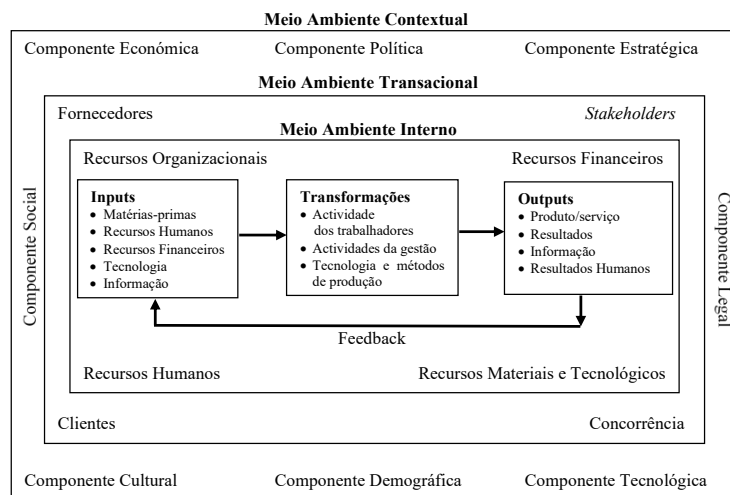 Meio Ambiente Contextual
Componente Económica
Componente Política
Componente Estratégica
Meio Ambiente Transacional
Fornecedores
Stakeholders
Meio Ambiente Interno
Recursos Organizacionais
Recursos Financeiros
Componente Social
Inputs
• Matérias-primas
• Recursos Humanos
• Recursos Financeiros
• Tecnologia
• Informação
Transformações
• Actividade
dos trabalhadores
• Actividades da gestão
• Tecnologia e métodos
de produção
Outputs
• Produto/serviço
• Resultados
• Informação
• Resultados Humanos
Componente Legal
Feedback
Recursos Humanos
Recursos Materiais e Tecnológicos
Clientes
Concorrência
Componente Cultural
Componente Demográfica
Componente Tecnológica